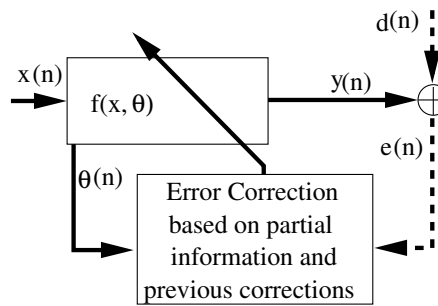 d(n)
x(n)
y(n)
f(x, θ)
e(n)
θ(n)
Error Correction
based on partial
information and
previous corrections